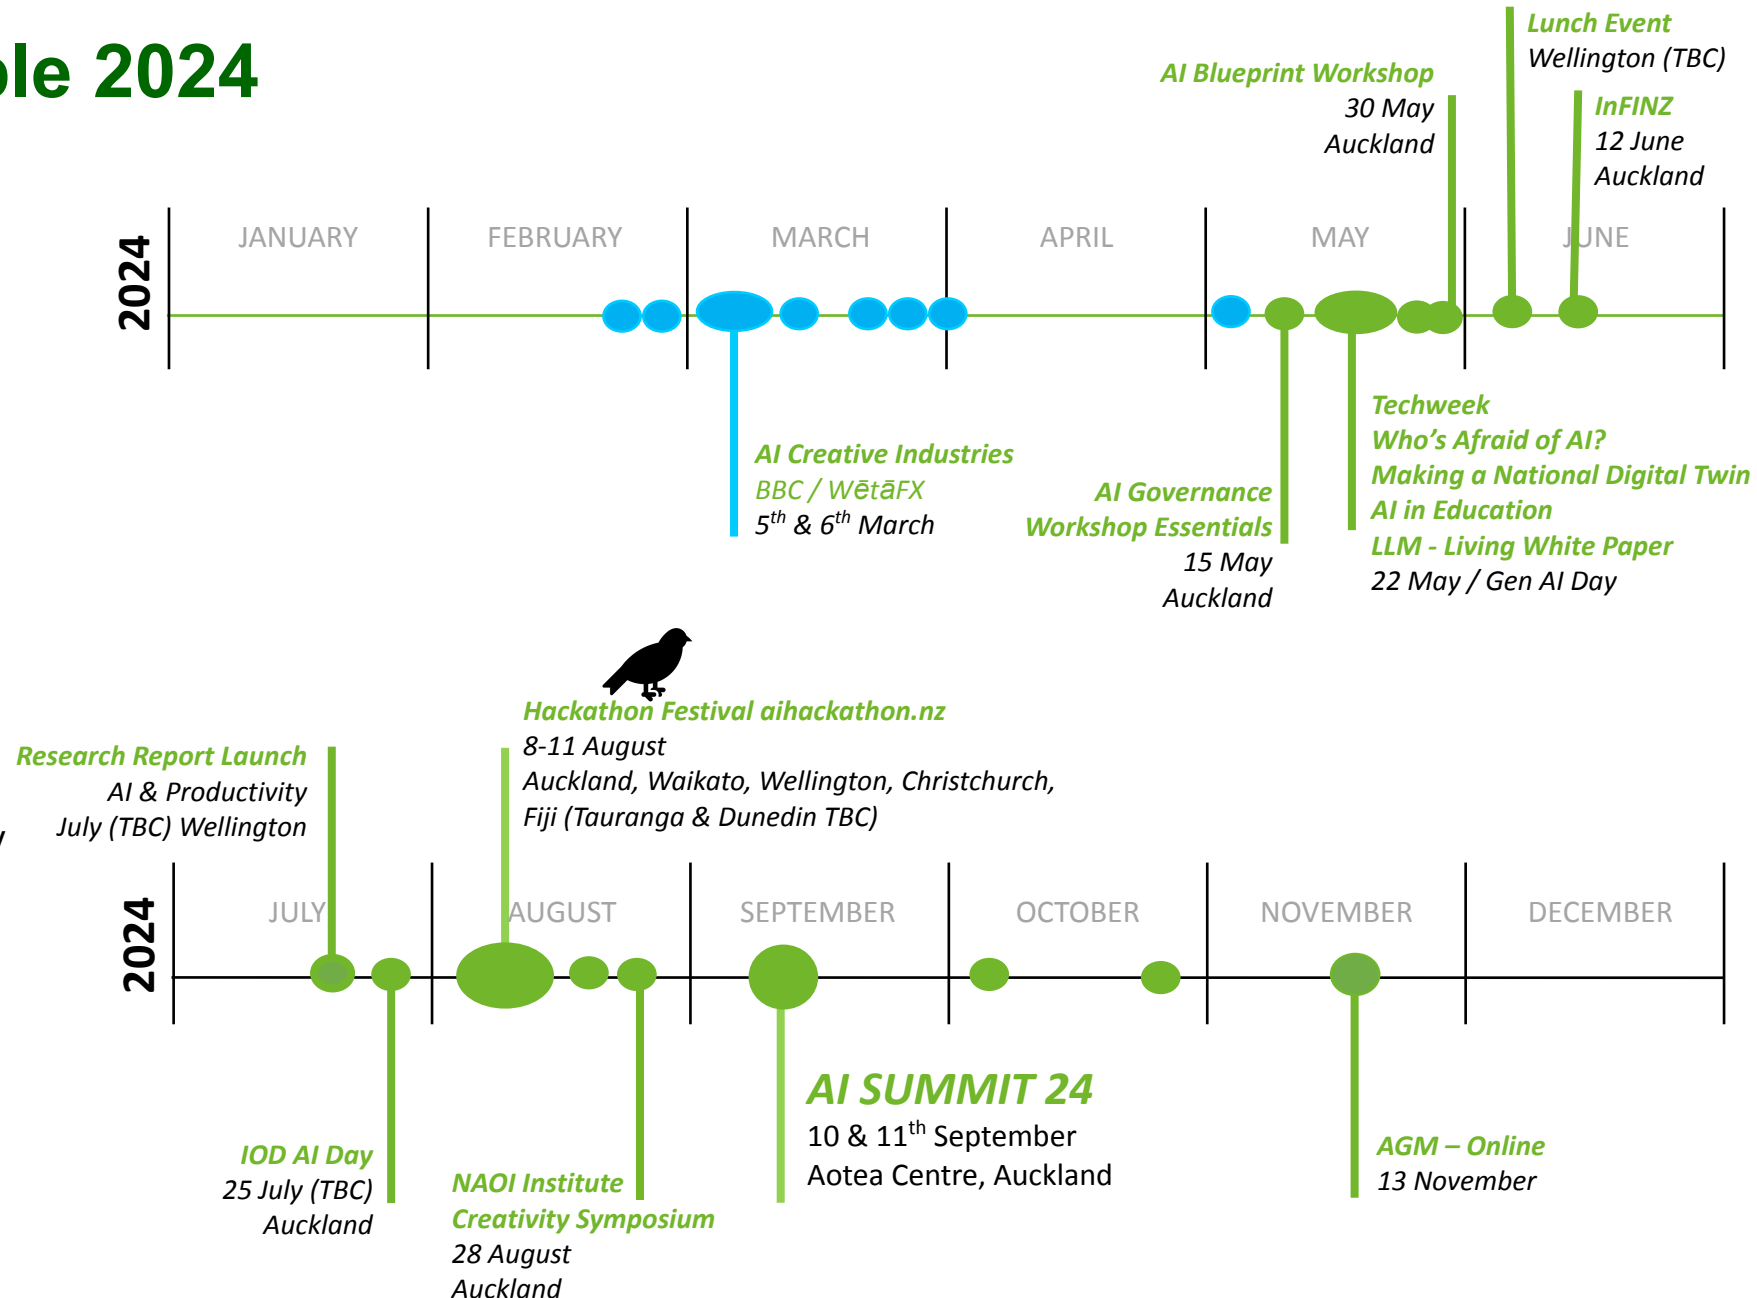 ole 2024
Lunch Event
Wellington (TBC)
AI Blueprint Workshop
30 May
Auckland
InFINZ
12 June
Auckland
2024
JANUARY
FEBRUARY
MARCH
APRIL
MAY
JUNE
AI Creative Industries
BBC / WētāFX
5th & 6th March
AI Governance
Workshop Essentials
15 May
Auckland
Techweek
Who's Afraid of AI?
Making a National Digital Twin
AI in Education
LLM - Living White Paper
22 May / Gen AI Day
Research Report Launch
AI & Productivity
July (TBC) Wellington
Hackathon Festival aihackathon.nz
8-11 August
Auckland, Waikato, Wellington, Christchurch,
Fiji (Tauranga & Dunedin TBC)
2024
JULY
AUGUST
SEPTEMBER
OCTOBER
NOVEMBER
DECEMBER
IOD AI Day
25 July (TBC)
Auckland
NAOI Institute
Creativity Symposium
28 August
Auckland
AI SUMMIT 24
10 & 11th September
Aotea Centre, Auckland
AGM – Online
13 November